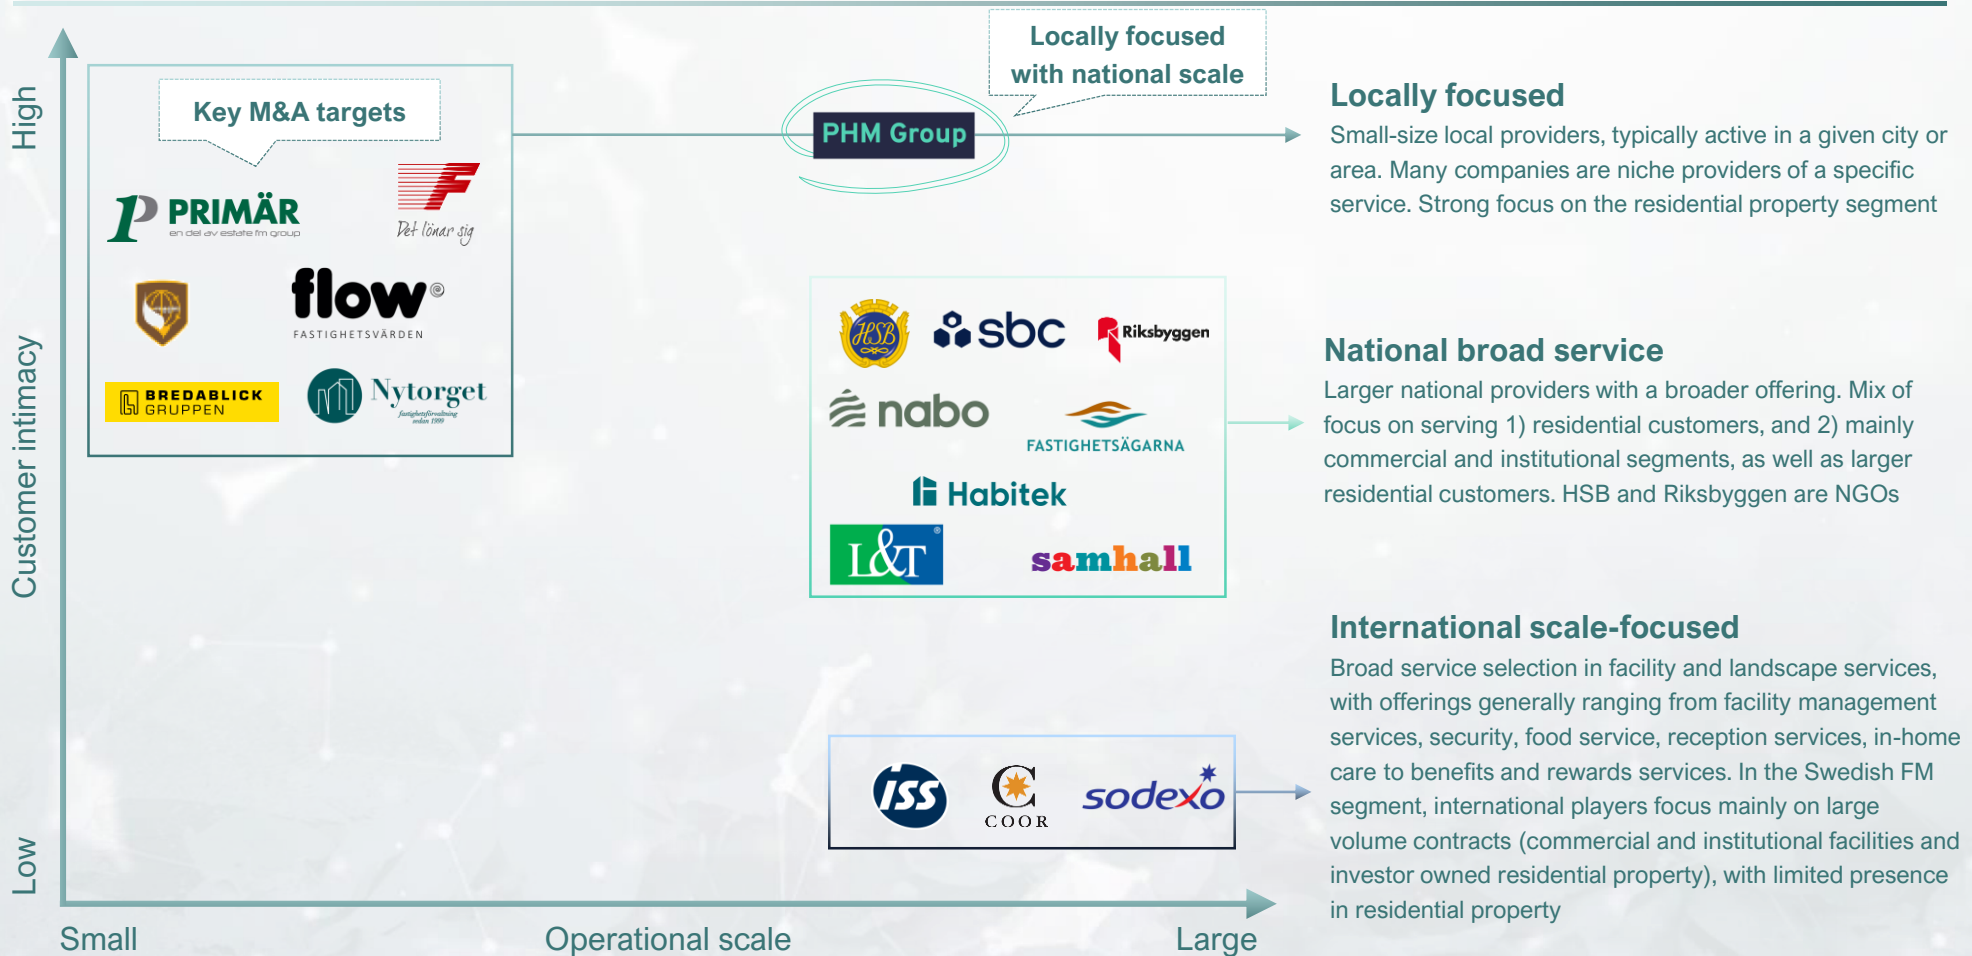 Locally focused
with national scale
Key M&A targets
PHM Group
P PRIMÄR
en del av estate fm group
F
Det lönar sig
flow®
FASTIGHETSVÄRDEN
BREDABLICK
GRUPPEN
Nytorget
fastighetsförvaltning
sedan 1999
HSB
sbc
Riksbyggen
nabo
FASTIGHETSÄGARNA
Habitek
L&T®
samhall
ISS
C
COOR
sodexo
Locally focused
Small-size local providers, typically active in a given city or
area. Many companies are niche providers of a specific
service. Strong focus on the residential property segment
National broad service
Larger national providers with a broader offering. Mix of
focus on serving 1) residential customers, and 2) mainly
commercial and institutional segments, as well as larger
residential customers. HSB and Riksbyggen are NGOs
International scale-focused
Broad service selection in facility and landscape services,
with offerings generally ranging from facility management
services, security, food service, reception services, in-home
care to benefits and rewards services. In the Swedish FM
segment, international players focus mainly on large
volume contracts (commercial and institutional facilities and
investor owned residential property), with limited presence
in residential property
High
Customer intimacy
Low
Small
Operational scale
Large